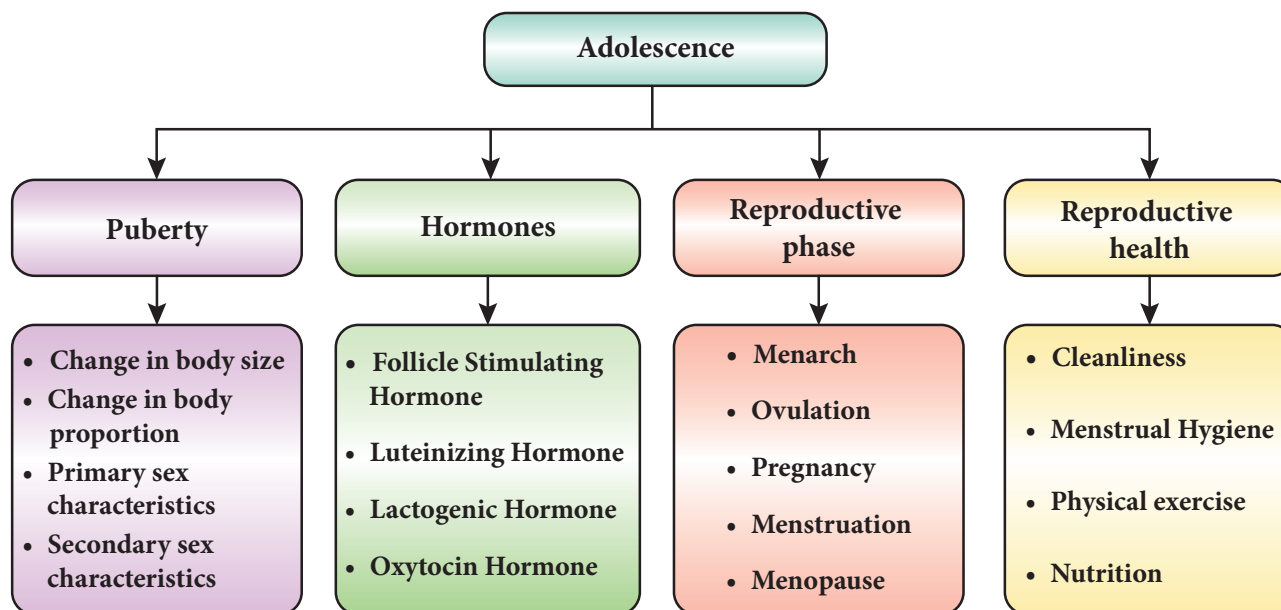 Adolescence
Puberty
Hormones
Reproductive
phase
Reproductive
health
• Change in body size
• Change in body
proportion
• Primary sex
characteristics
• Secondary sex
characteristics
• Follicle Stimulating
Hormone
• Luteinizing Hormone
• Lactogenic Hormone
• Oxytocin Hormone
• Menarch
• Ovulation
• Pregnancy
• Menstruation
• Menopause
• Cleanliness
• Menstrual Hygiene
• Physical exercise
• Nutrition